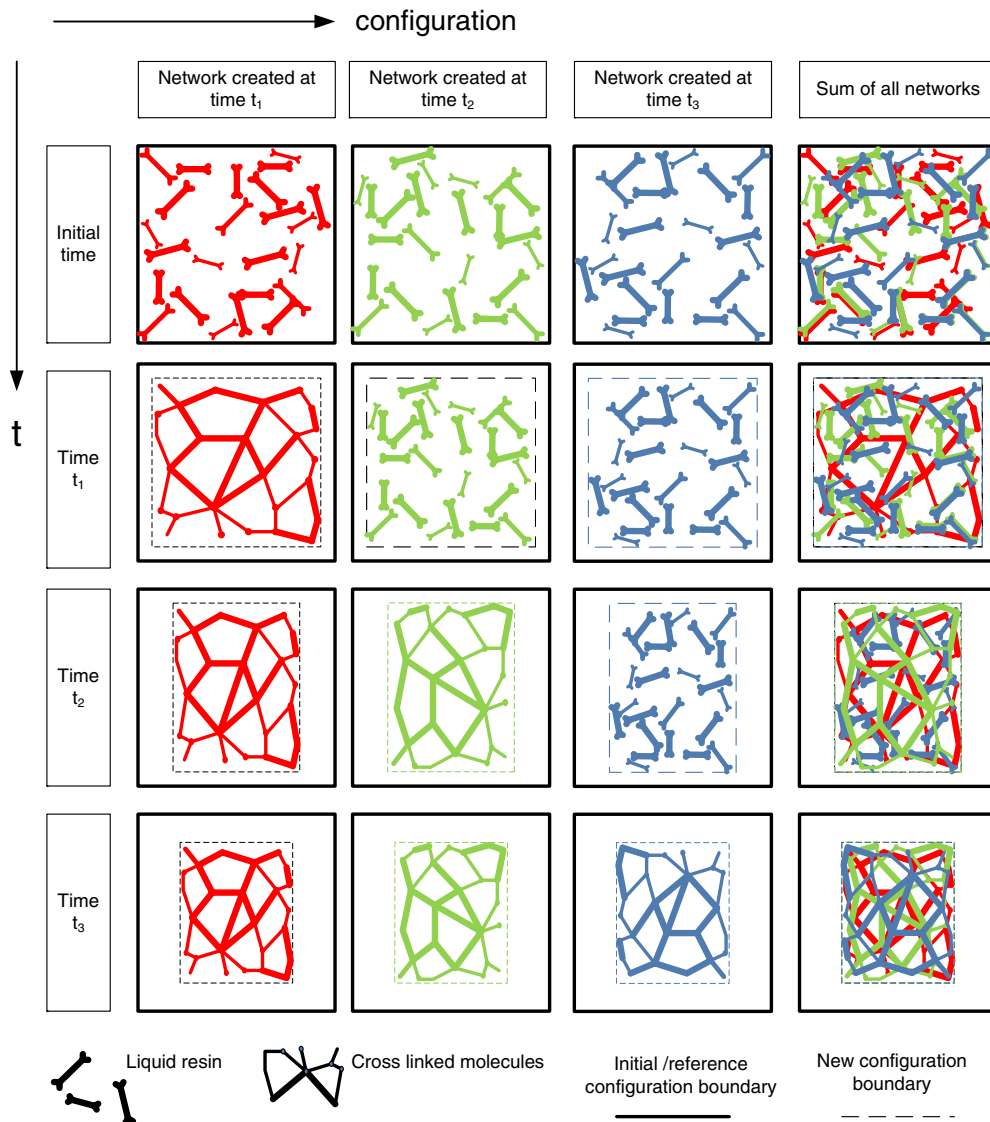 configuration
Network created at
time t₁
Network created at
time t₂
Network created at
time t₃
Sum of all networks
Initial
time
t
Time
t₁
Time
t₂
Time
t₃
Liquid resin
Cross linked molecules
Initial /reference
configuration boundary
New configuration
boundary